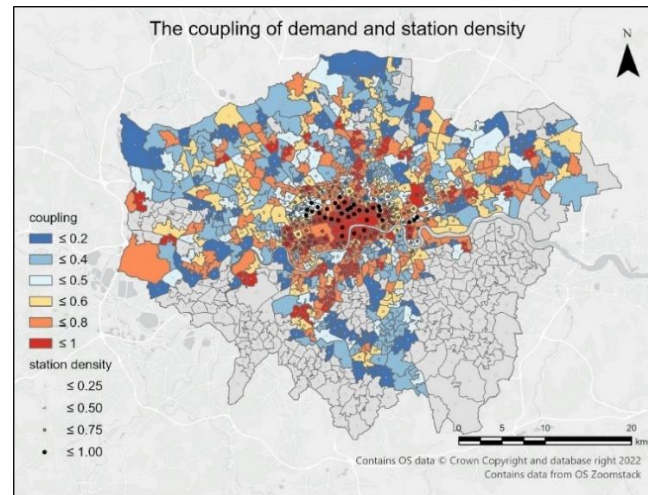 The coupling of demand and station density
N
coupling
≤ 0.2
≤ 0.4
≤ 0.5
≤ 0.6
≤ 0.8
≤ 1
station density
≤ 0.25
≤ 0.50
≤ 0.75
≤ 1.00
0 5 10 20
km
Contains OS data © Crown Copyright and database right 2022
Contains data from OS Zoomstack